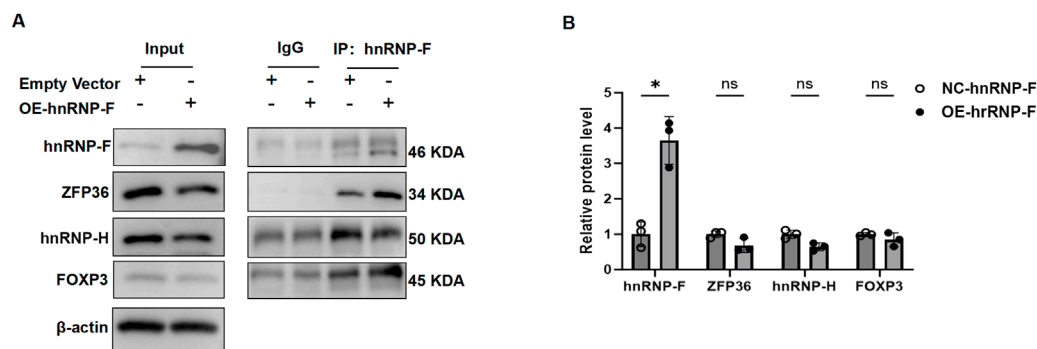 A
Input
IgG
IP: hnRNP-F
Empty Vector + - + - + -
OE-hnRNP-F - + - + - +
hnRNP-F
46 KDA
ZFP36
34 KDA
hnRNP-H
50 KDA
FOXP3
45 KDA
β-actin
B
* ns ns ns
NC-hnRNP-F
OE-hrRNP-F
Relative protein level
5
4
3
2
1
0
hnRNP-F ZFP36 hnRNP-H FOXP3